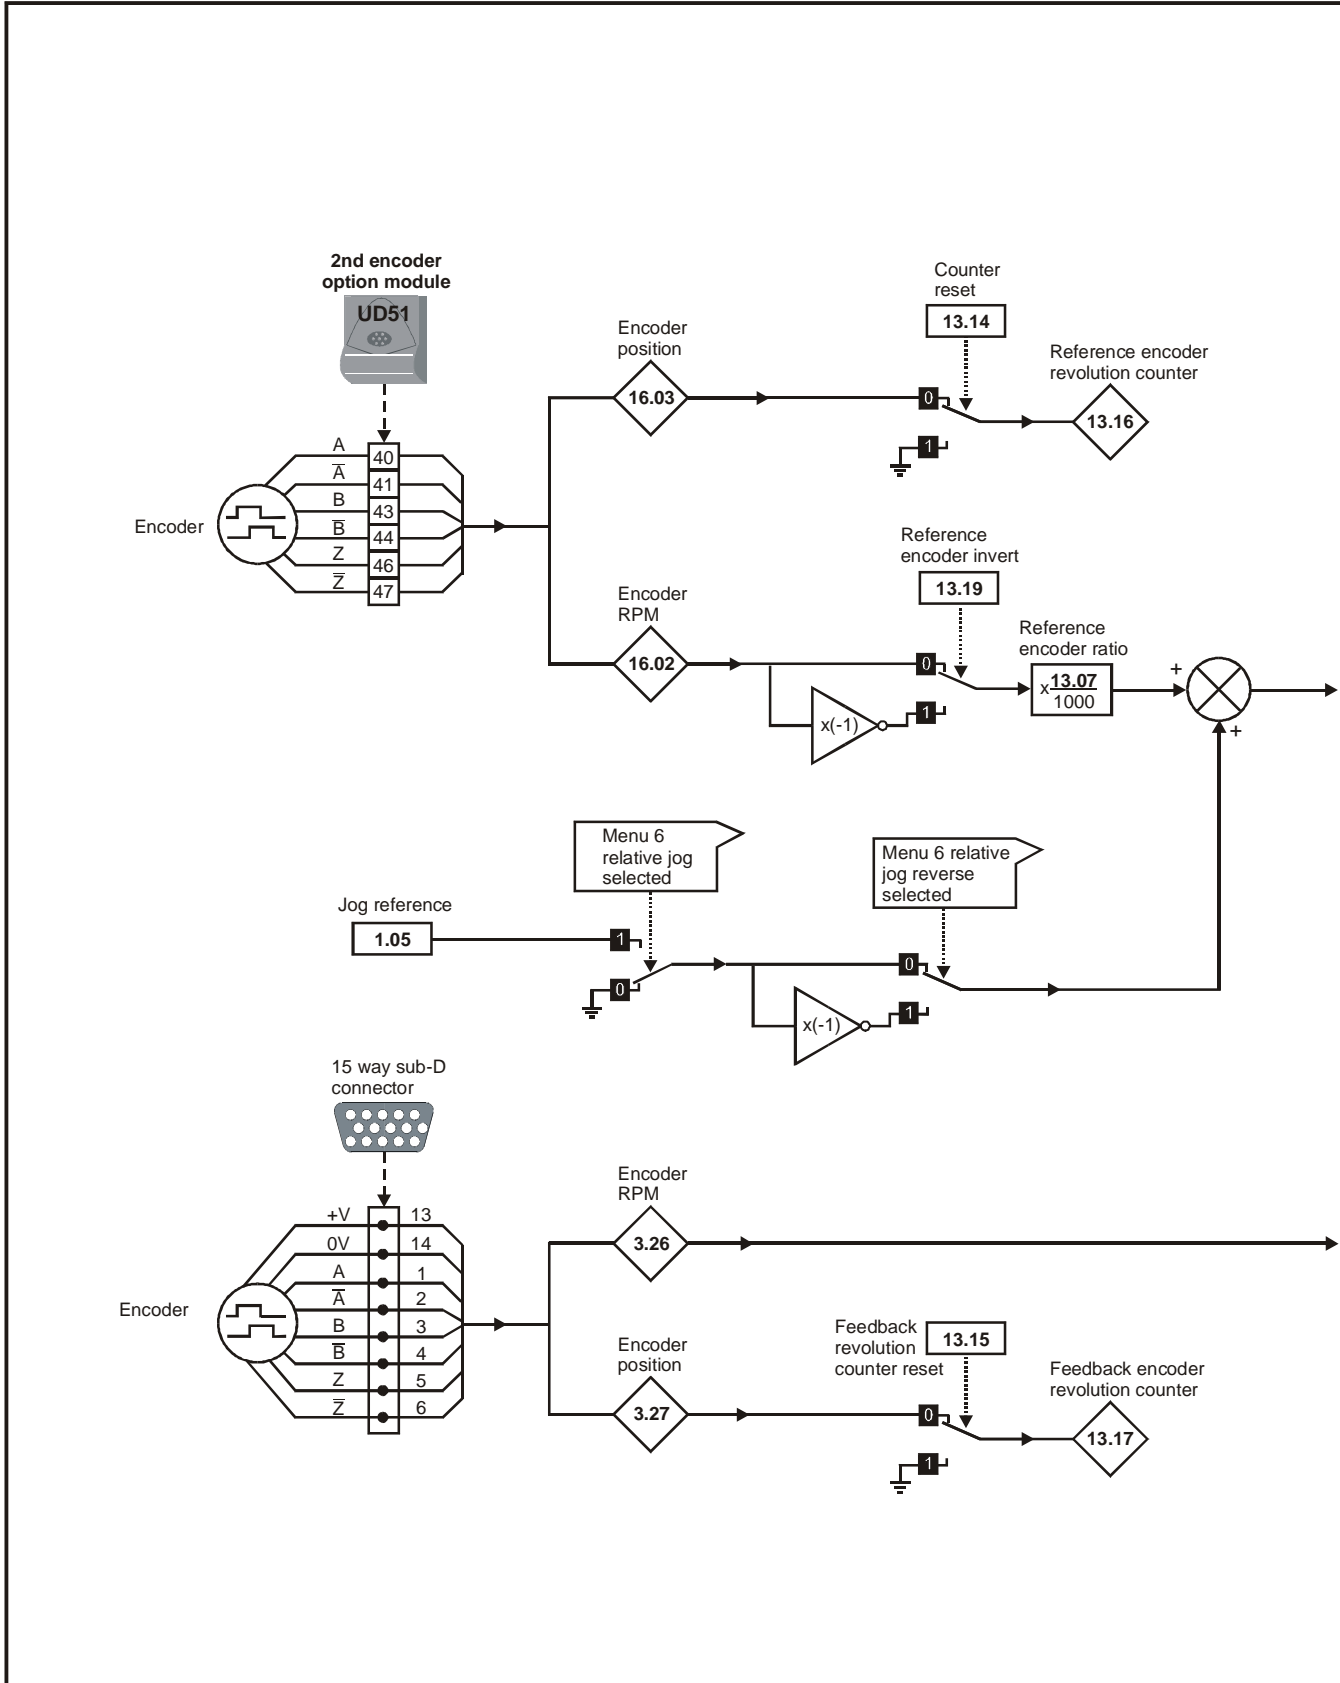 2nd encoder
option module
UD51
Encoder
A
A̅
B
B̅
Z
Z̅
40
41
43
44
46
47
Encoder
position
16.03
Counter
reset
13.14
0
1
Reference encoder
revolution counter
13.16
Encoder
RPM
16.02
Reference
encoder invert
13.19
0
x(-1)
1
Reference
encoder ratio
x13.07
1000
+
+
Menu 6
relative jog
selected
Menu 6 relative
jog reverse
selected
Jog reference
1.05
1
0
0
x(-1)
1
15 way sub-D
connector
Encoder
+V 13
0V 14
A 1
A̅ 2
B 3
B̅ 4
Z 5
Z̅ 6
Encoder
RPM
3.26
Encoder
position
3.27
Feedback
revolution
counter reset
13.15
0
1
Feedback encoder
revolution counter
13.17